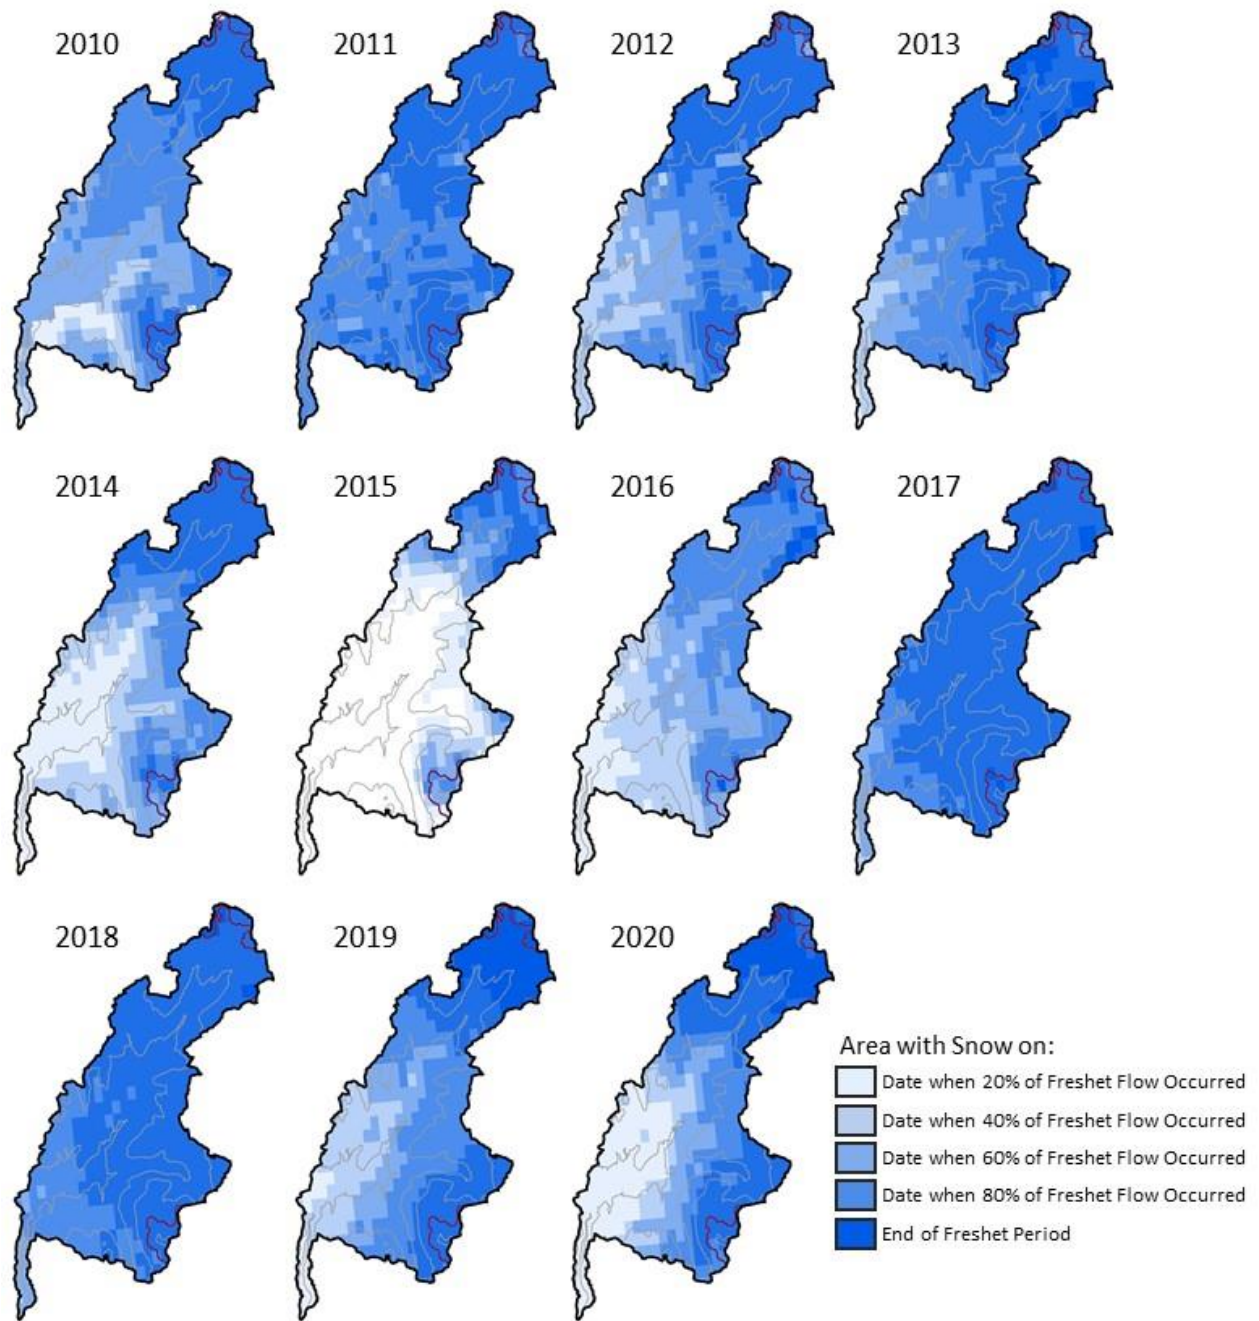 2010
2011
2012
2013
2014
2015
2016
2017
2018
2019
2020
Area with Snow on:
Date when 20% of Freshet Flow Occurred
Date when 40% of Freshet Flow Occurred
Date when 60% of Freshet Flow Occurred
Date when 80% of Freshet Flow Occurred
End of Freshet Period